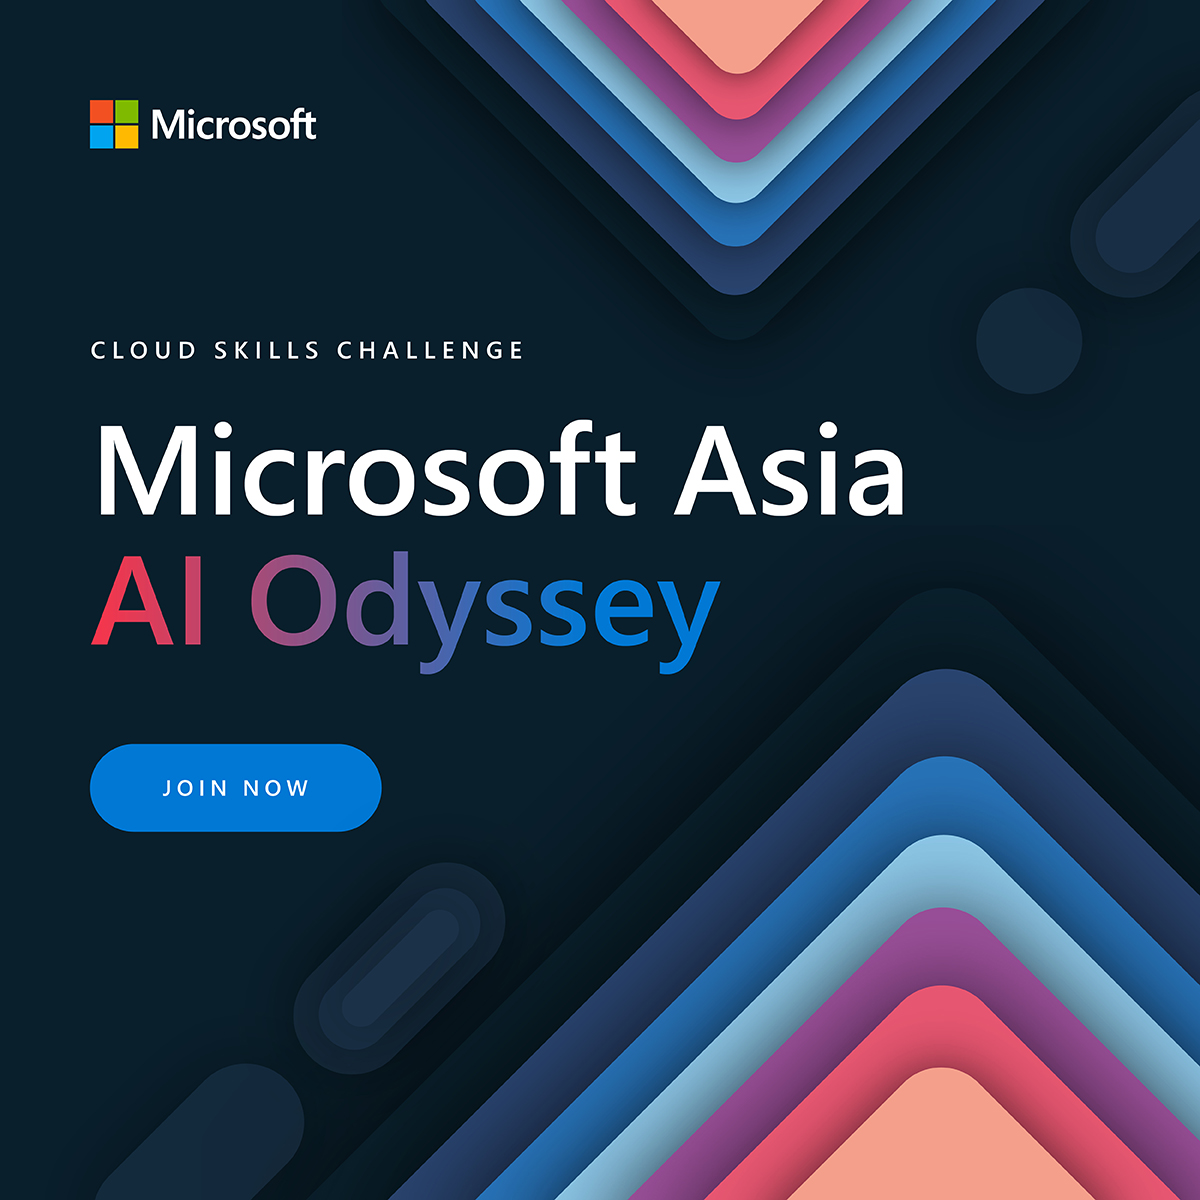 Microsoft
CLOUD SKILLS CHALLENGE
Microsoft Asia
AI Odyssey
JOIN NOW